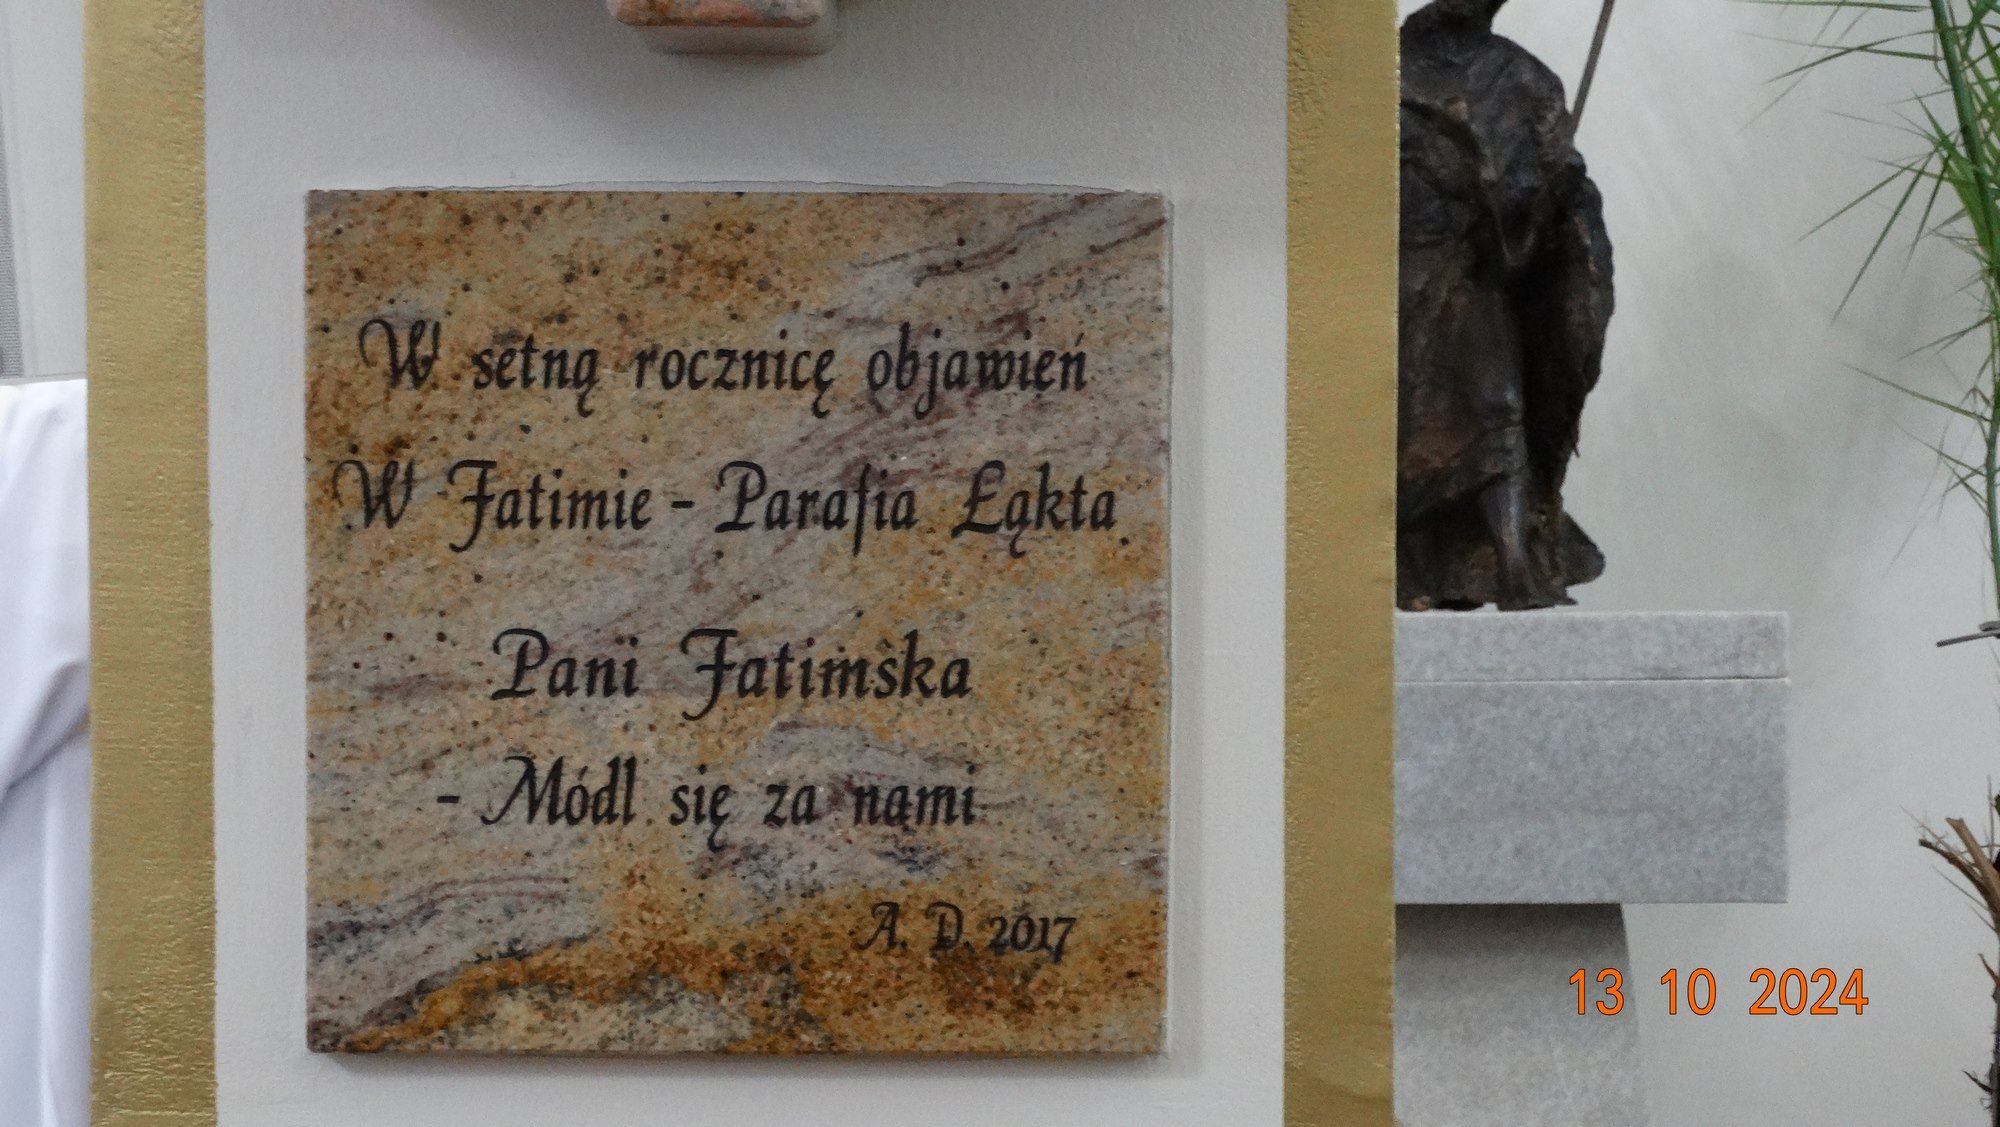 W setną rocznicę objawień
W Fatimie - Parafia Łąkta
Pani Fatimska
- Módl się za nami
A. D. 2017
13 10 2024